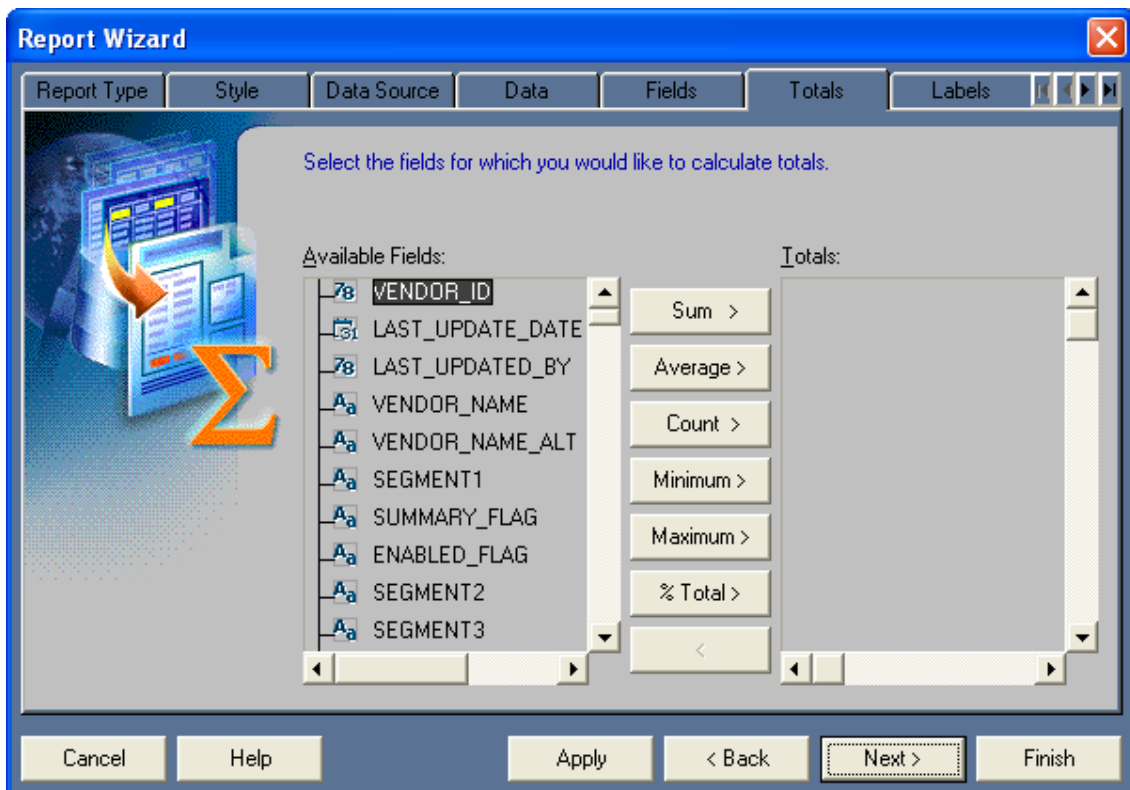 Report Wizard
Report Type Style Data Source Data Fields Totals Labels
Select the fields for which you would like to calculate totals.
Available Fields: Totals:
VENDOR_ID
LAST_UPDATE_DATE
LAST_UPDATED_BY
VENDOR_NAME
VENDOR_NAME_ALT
SEGMENT1
SUMMARY_FLAG
ENABLED_FLAG
SEGMENT2
SEGMENT3
Sum >
Average >
Count >
Minimum >
Maximum >
% Total >
<
Cancel Help Apply < Back Next > Finish